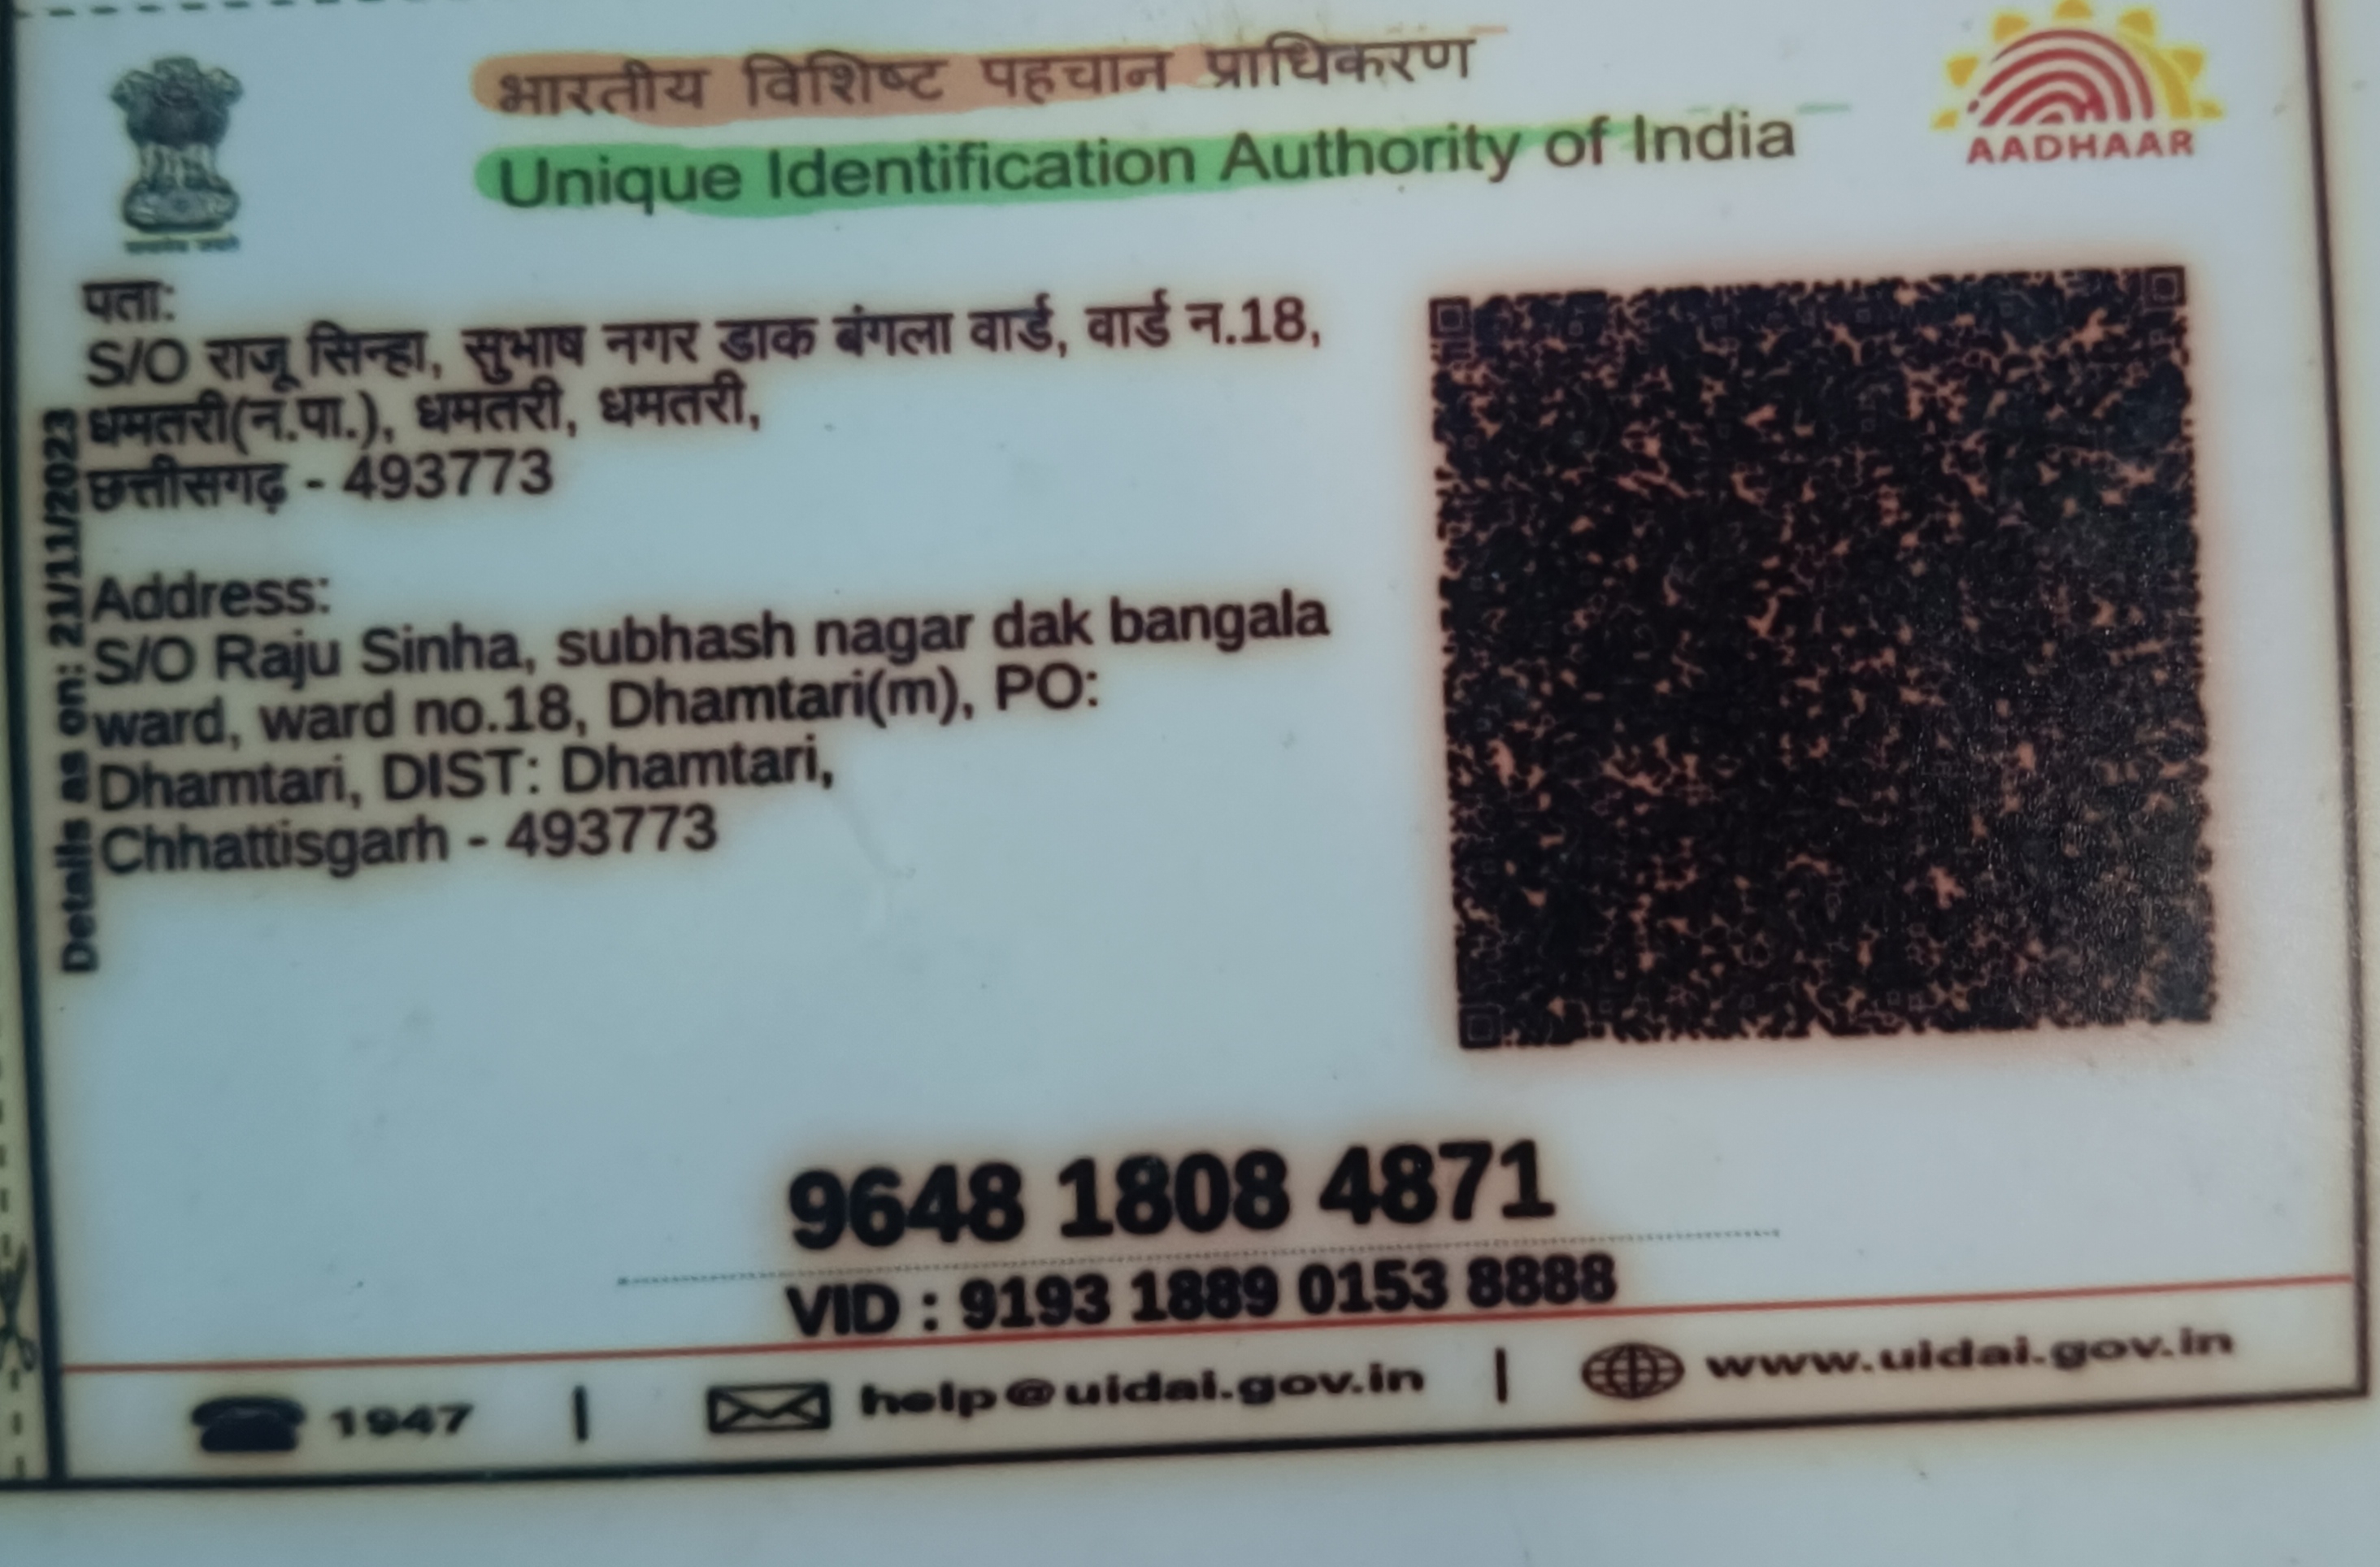 भारतीय विशिष्ट पहचान प्राधिकरण
Unique Identification Authority of India
AADHAAR
पता:
S/O राजू सिन्हा, सुभाष नगर डाक बंगला वार्ड, वार्ड न.18,
धमतरी(न.पा.), धमतरी, धमतरी,
छत्तीसगढ़ - 493773
Details as on: 21/11/2023
Address:
S/O Raju Sinha, subhash nagar dak bangala
ward, ward no.18, Dhamtari(m), PO:
Dhamtari, DIST: Dhamtari,
Chhattisgarh - 493773
9648 1808 4871
VID : 9193 1889 0153 8888
1947 | help@uidai.gov.in | www.uidai.gov.in